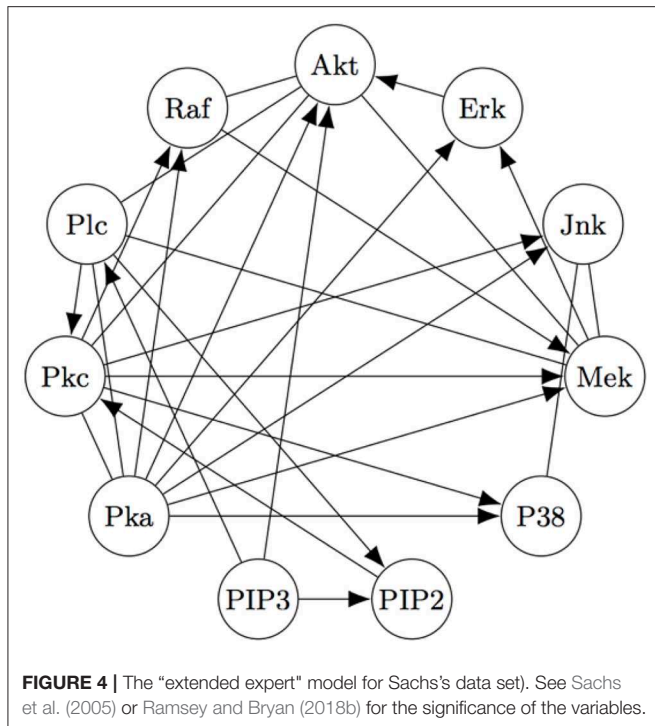 Akt
Raf
Erk
Plc
Jnk
Pkc
Mek
Pka
P38
PIP3
PIP2
FIGURE 4 | The “extended expert" model for Sachs’s data set). See Sachs
et al. (2005) or Ramsey and Bryan (2018b) for the significance of the variables.